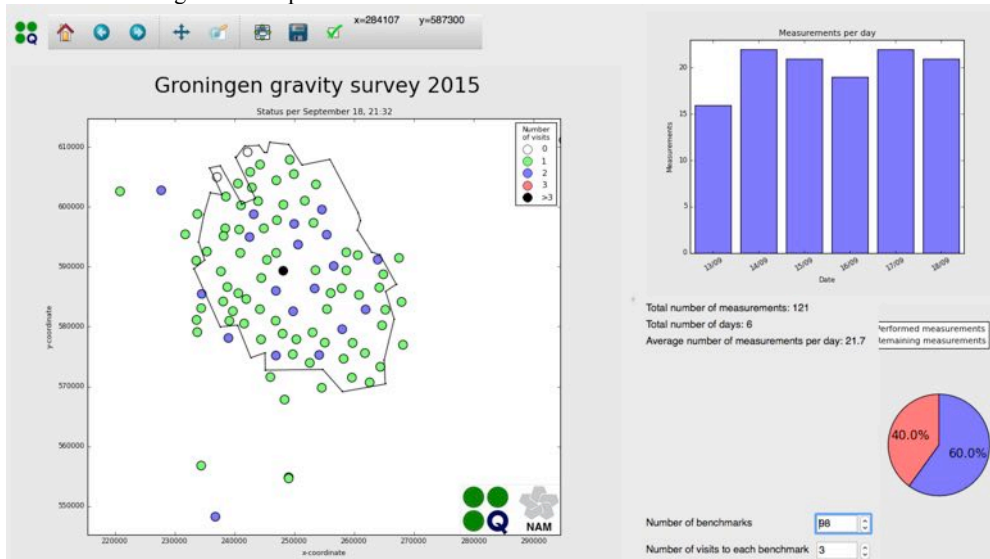 Q
x=284107 y=587300
Groningen gravity survey 2015
Status per September 18, 21:32
Number
of visits
0
1
2
3
>3
610000
600000
590000
580000
570000
560000
550000
y-coordinate
220000 230000 240000 250000 260000 270000 280000 290000
x-coordinate
Q
NAM
Measurements per day
20
15
10
5
0
Measurements
13/09 14/09 15/09 16/09 17/09 18/09
Date
Total number of measurements: 121
Total number of days: 6
Average number of measurements per day: 21.7
Performed measurements
Remaining measurements
40.0%
60.0%
Number of benchmarks 98
Number of visits to each benchmark 3